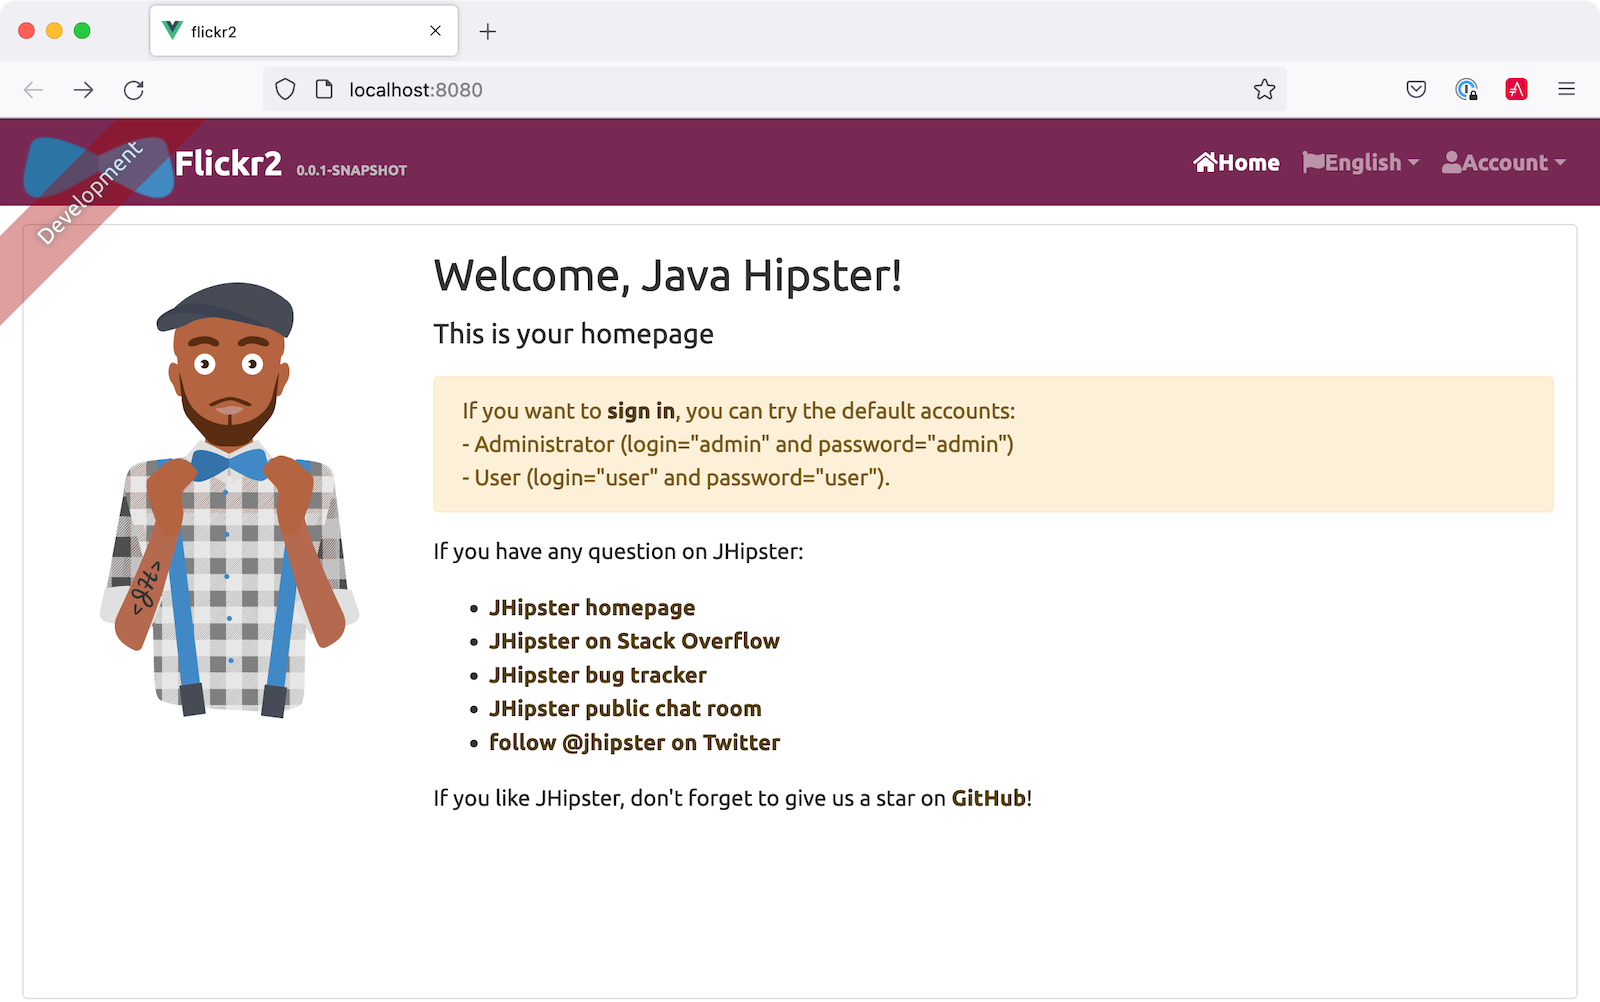 flickr2
localhost:8080
Development
Flickr2 0.0.1-SNAPSHOT
Home English Account
Welcome, Java Hipster!
This is your homepage
If you want to sign in, you can try the default accounts:
- Administrator (login="admin" and password="admin")
- User (login="user" and password="user").
If you have any question on JHipster:
• JHipster homepage
• JHipster on Stack Overflow
• JHipster bug tracker
• JHipster public chat room
• follow @jhipster on Twitter
<JH>
If you like JHipster, don't forget to give us a star on GitHub!